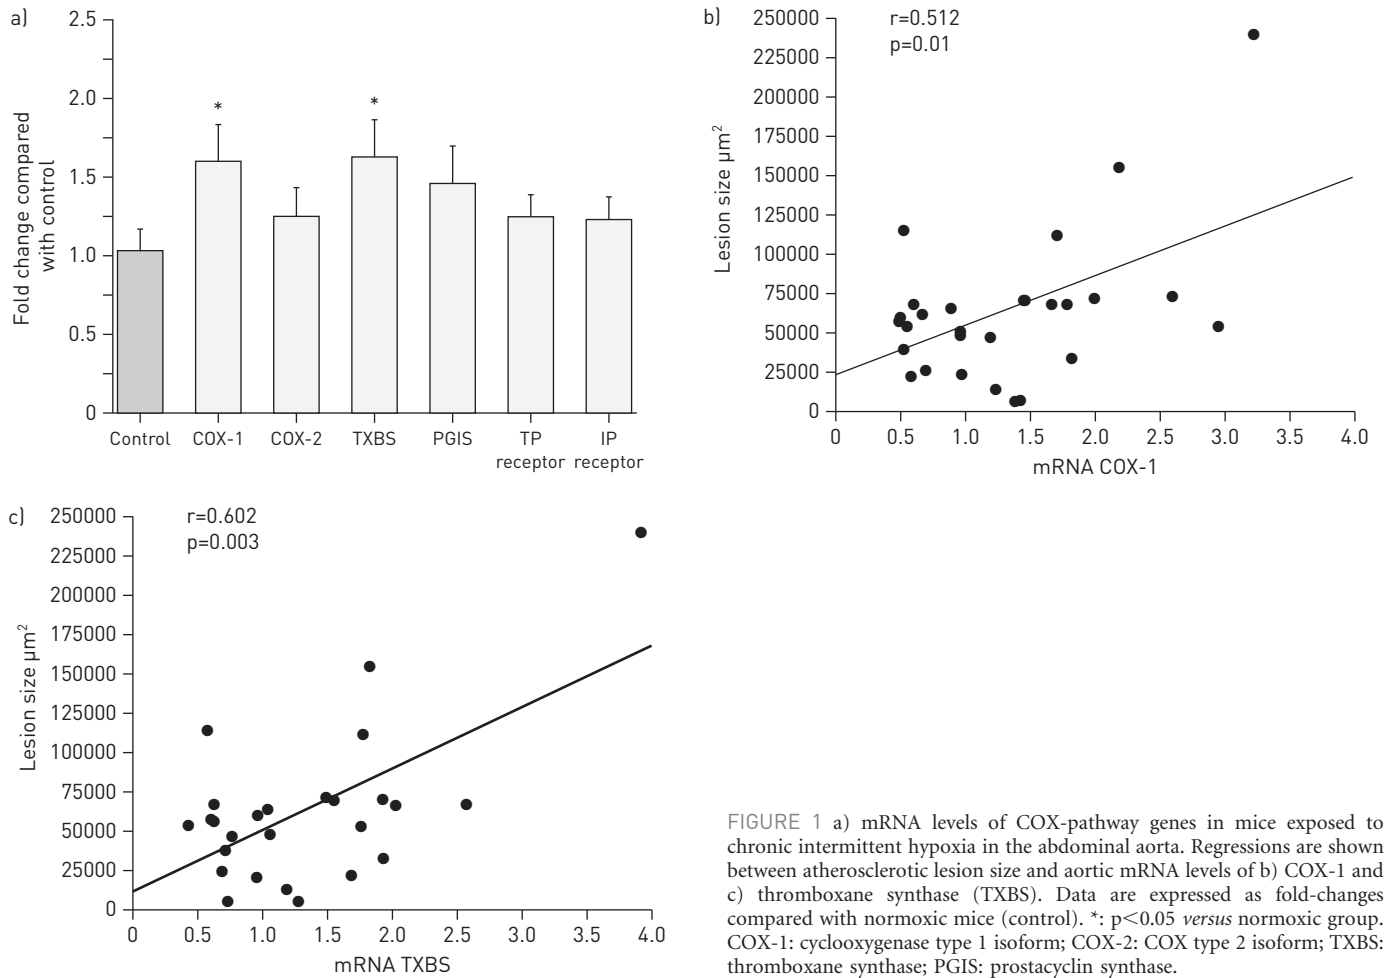 a)
2.5
2.0
1.5
1.0
0.5
0
Fold change compared
with control
*
*
Control
COX-1
COX-2
TXBS
PGIS
TP
receptor
IP
receptor
b)
r=0.512
p=0.01
250000
225000
200000
175000
150000
125000
100000
75000
50000
25000
0
Lesion size µm²
0 0.5 1.0 1.5 2.0 2.5 3.0 3.5 4.0
mRNA COX-1
c)
r=0.602
p=0.003
250000
225000
200000
175000
150000
125000
100000
75000
50000
25000
0
Lesion size µm²
0 0.5 1.0 1.5 2.0 2.5 3.0 3.5 4.0
mRNA TXBS
FIGURE 1 a) mRNA levels of COX-pathway genes in mice exposed to
chronic intermittent hypoxia in the abdominal aorta. Regressions are shown
between atherosclerotic lesion size and aortic mRNA levels of b) COX-1 and
c) thromboxane synthase (TXBS). Data are expressed as fold-changes
compared with normoxic mice (control). *: p<0.05 versus normoxic group.
COX-1: cyclooxygenase type 1 isoform; COX-2: COX type 2 isoform; TXBS:
thromboxane synthase; PGIS: prostacyclin synthase.